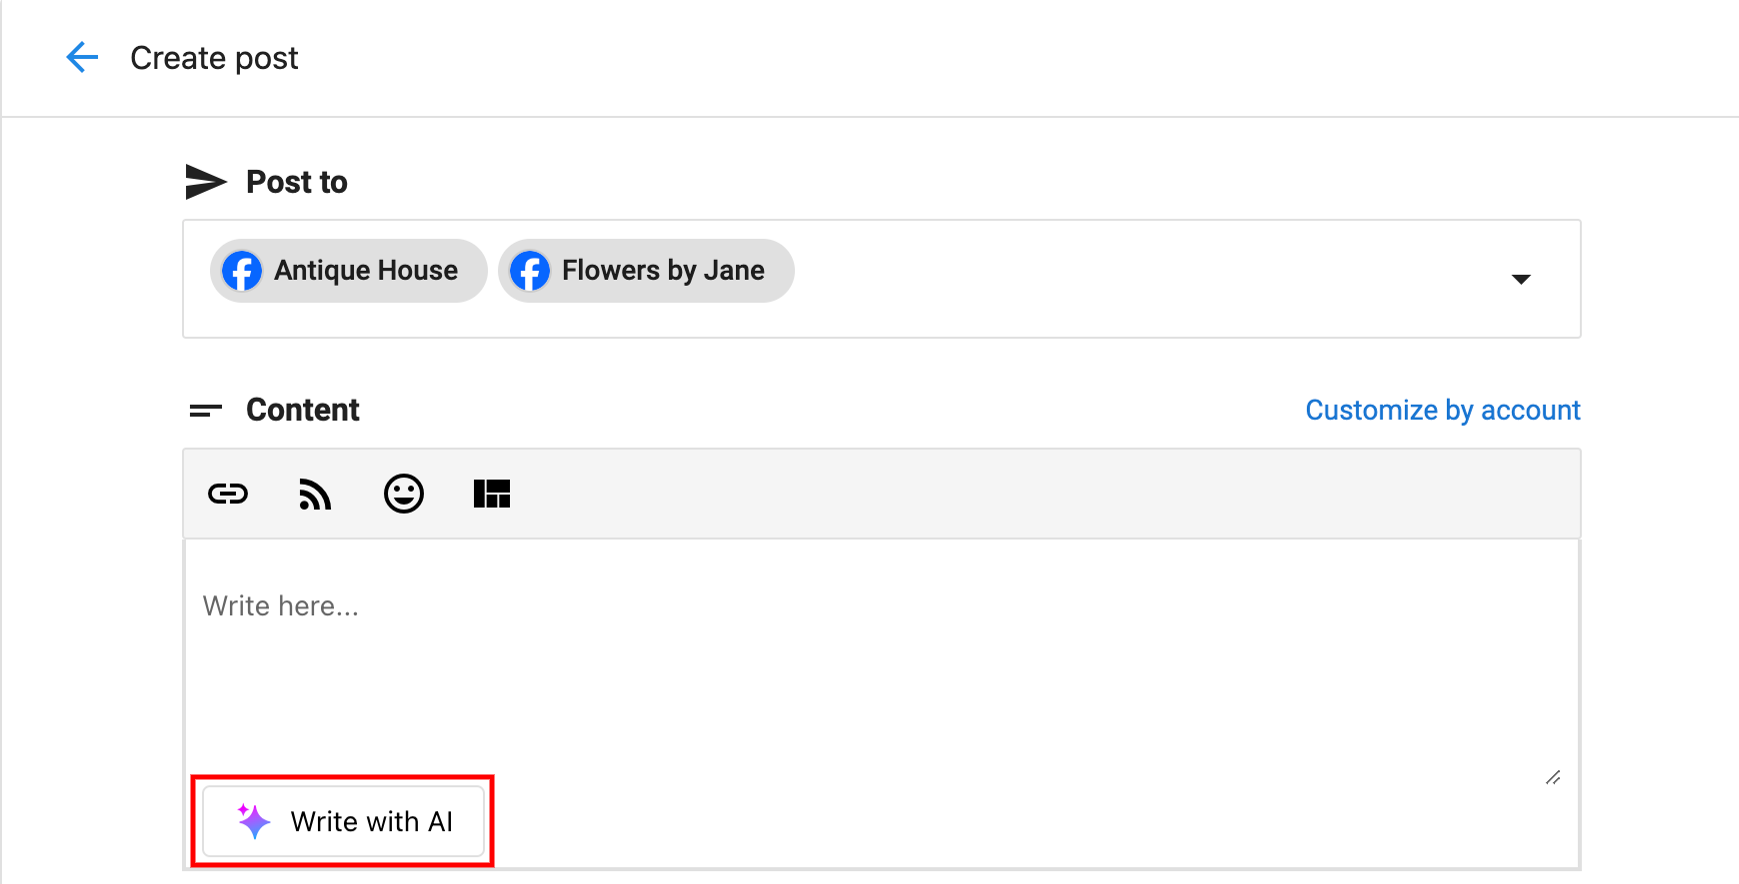 Create post
Post to
Antique House Flowers by Jane
Content Customize by account
Write here...
Write with AI